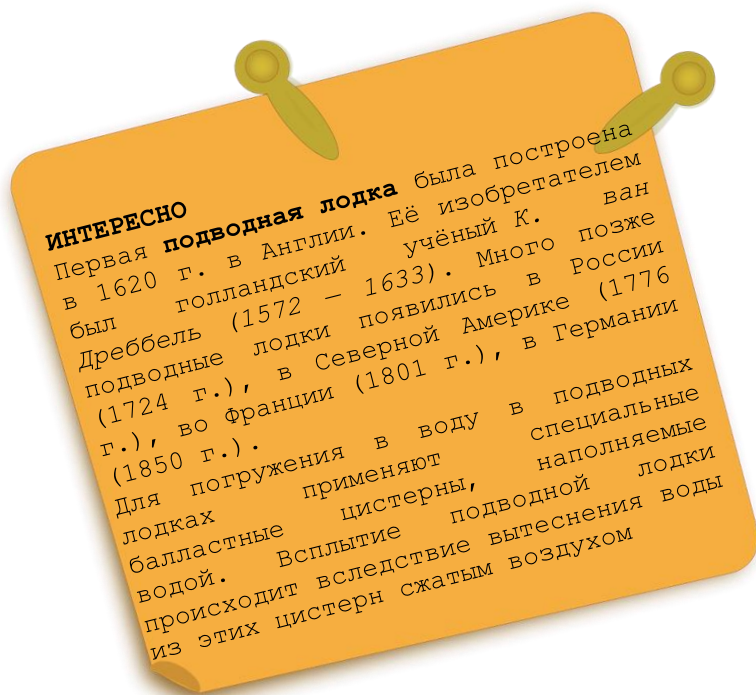 ИНТЕРЕСНО
Первая подводная лодка была построена
в 1620 г. в Англии. Её изобретателем
был голландский учёный К. ван
Дреббель (1572 — 1633). Много позже
подводные лодки появились в России
(1724 г.), в Северной Америке (1776
г.), во Франции (1801 г.), в Германии
(1850 г.).
Для погружения в воду в подводных
лодках применяют специальные
балластные цистерны, наполняемые
водой. Всплытие подводной лодки
происходит вследствие вытеснения воды
из этих цистерн сжатым воздухом